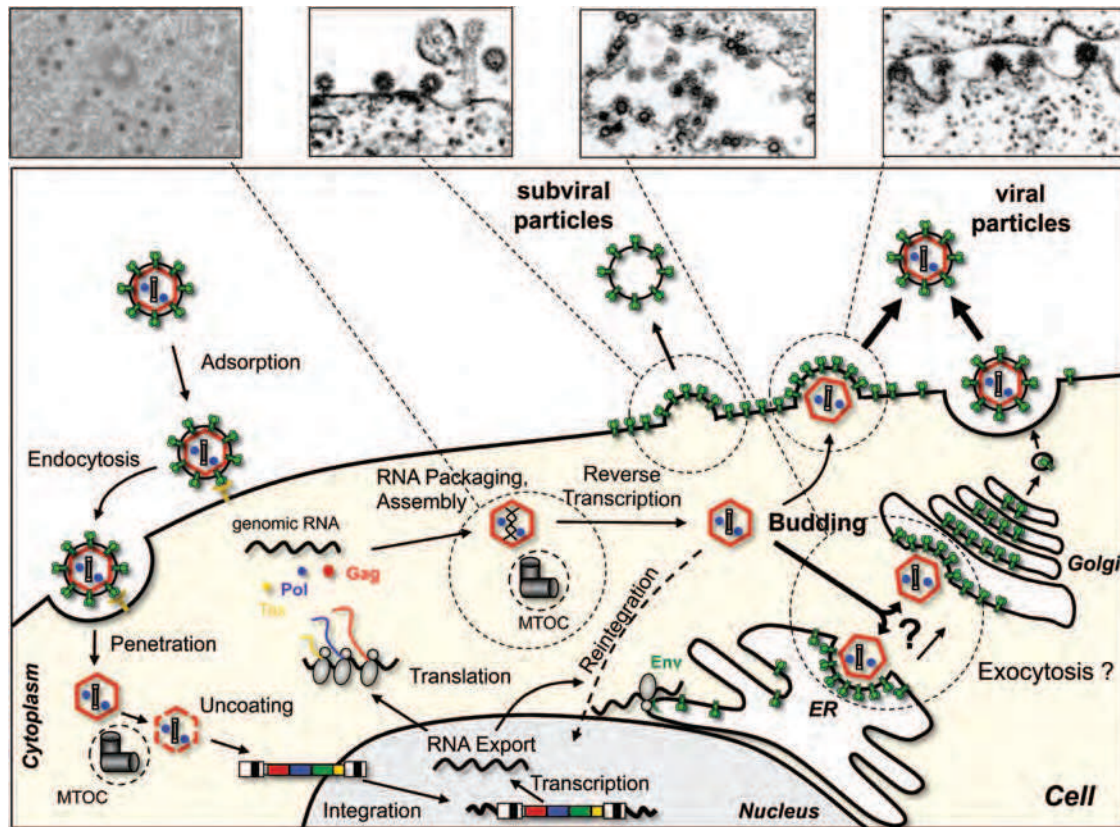 subviral
particles
viral
particles
Adsorption
Endocytosis
RNA Packaging,
Assembly
Reverse
Transcription
genomic RNA
Budding
Gag
Pol
Tas
Golgi
MTOC
Penetration
Reintegration
?
Translation
Env
Exocytosis ?
Cytoplasm
Uncoating
ER
RNA Export
MTOC
Transcription
Integration
Nucleus
Cell